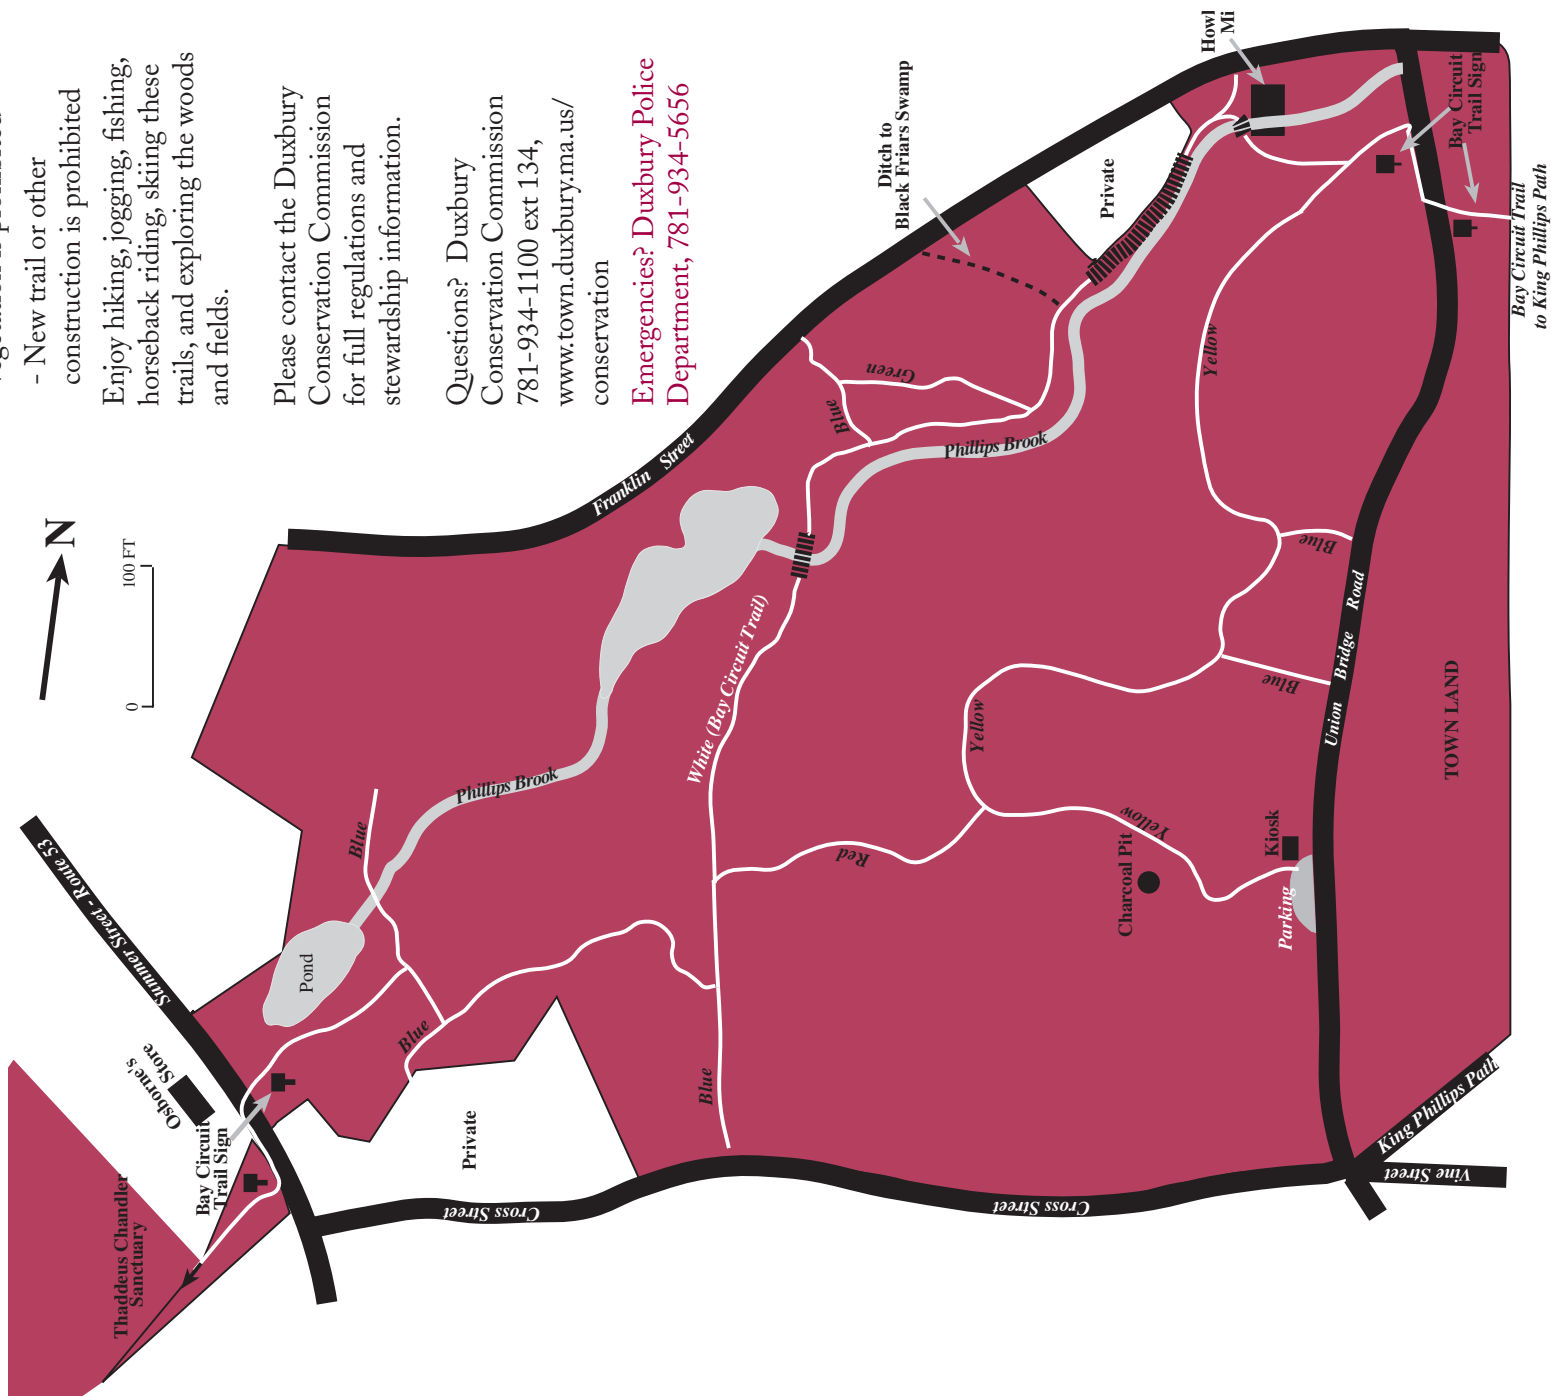 - New trail or other
construction is prohibited
Enjoy hiking, jogging, fishing,
horseback riding, skiing these
trails, and exploring the woods
and fields.
Please contact the Duxbury
Conservation Commission
for full regulations and
stewardship information.
Questions? Duxbury
Conservation Commission
781-934-1100 ext 134,
www.town.duxbury.ma.us/
conservation
Emergencies? Duxbury Police
Department, 781-934-5656
N
0
100 FT
Summer Street - Route 53
Osborne's
Store
Bay Circuit
Trail Sign
Thaddeus Chandler
Sanctuary
Pond
Blue
Phillips Brook
Blue
Private
Franklin Street
White (Bay Circuit Trail)
Blue
Cross Street
Blue
Green
Phillips Brook
Ditch to
Black Friars Swamp
Private
Howl
Mi
Red
Yellow
Yellow
Charcoal Pit
Cross Street
Yellow
Blue
Blue
Kiosk
Parking
Union Bridge Road
TOWN LAND
King Phillips Path
Vine Street
Bay Circuit
Trail Sign
Bay Circuit Trail
to King Phillips Path